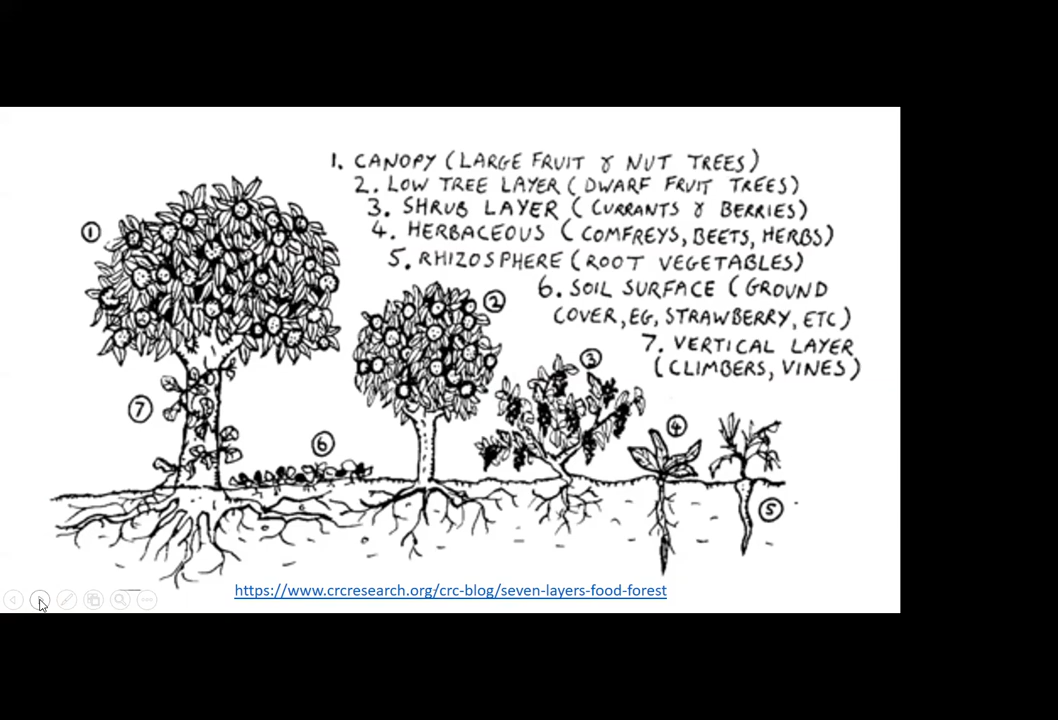 1. CANOPY (LARGE FRUIT & NUT TREES)
2. LOW TREE LAYER (DWARF FRUIT TREES)
3. SHRUB LAYER (CURRANTS & BERRIES)
4. HERBACEOUS (COMFREYS, BEETS, HERBS)
5. RHIZOSPHERE (ROOT VEGETABLES)
6. SOIL SURFACE (GROUND
COVER, EG, STRAWBERRY, ETC)
7. VERTICAL LAYER
(CLIMBERS, VINES)
1
2
3
7
6
4
5
https://www.crcresearch.org/crc-blog/seven-layers-food-forest